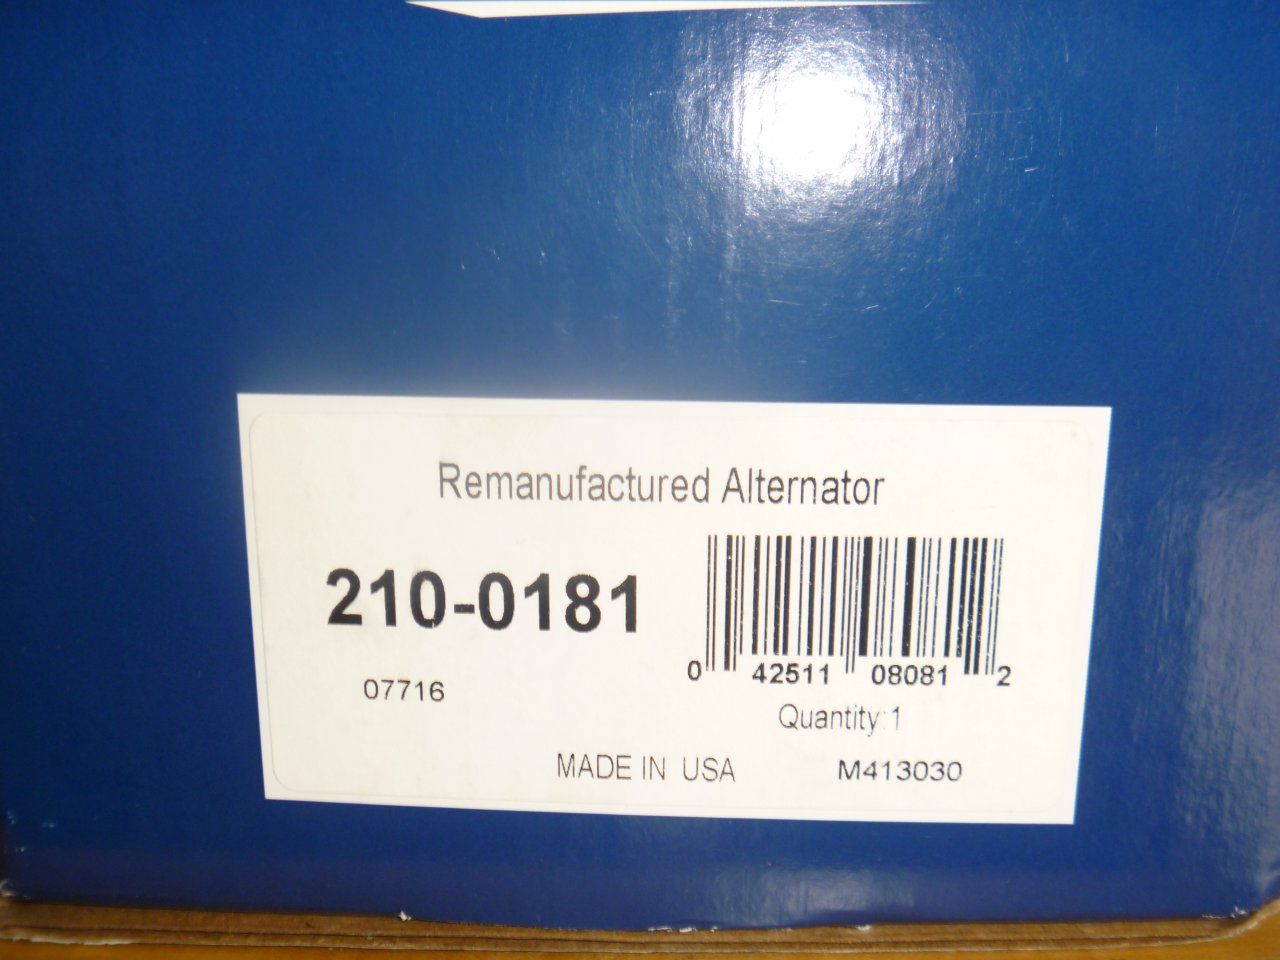 Remanufactured Alternator
210-0181
0 42511 08081 2
07716
Quantity:1
MADE IN USA
M413030